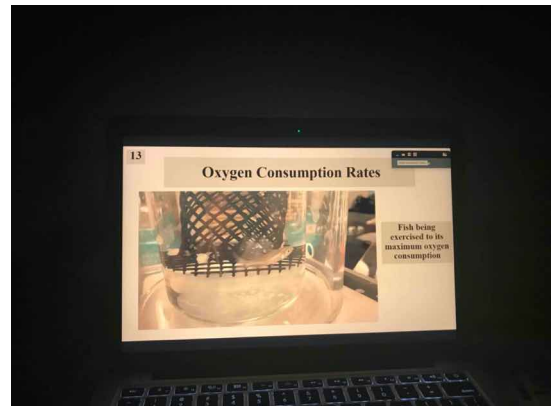 13
Oxygen Consumption Rates
Fish being
exercised to its
maximum oxygen
consumption